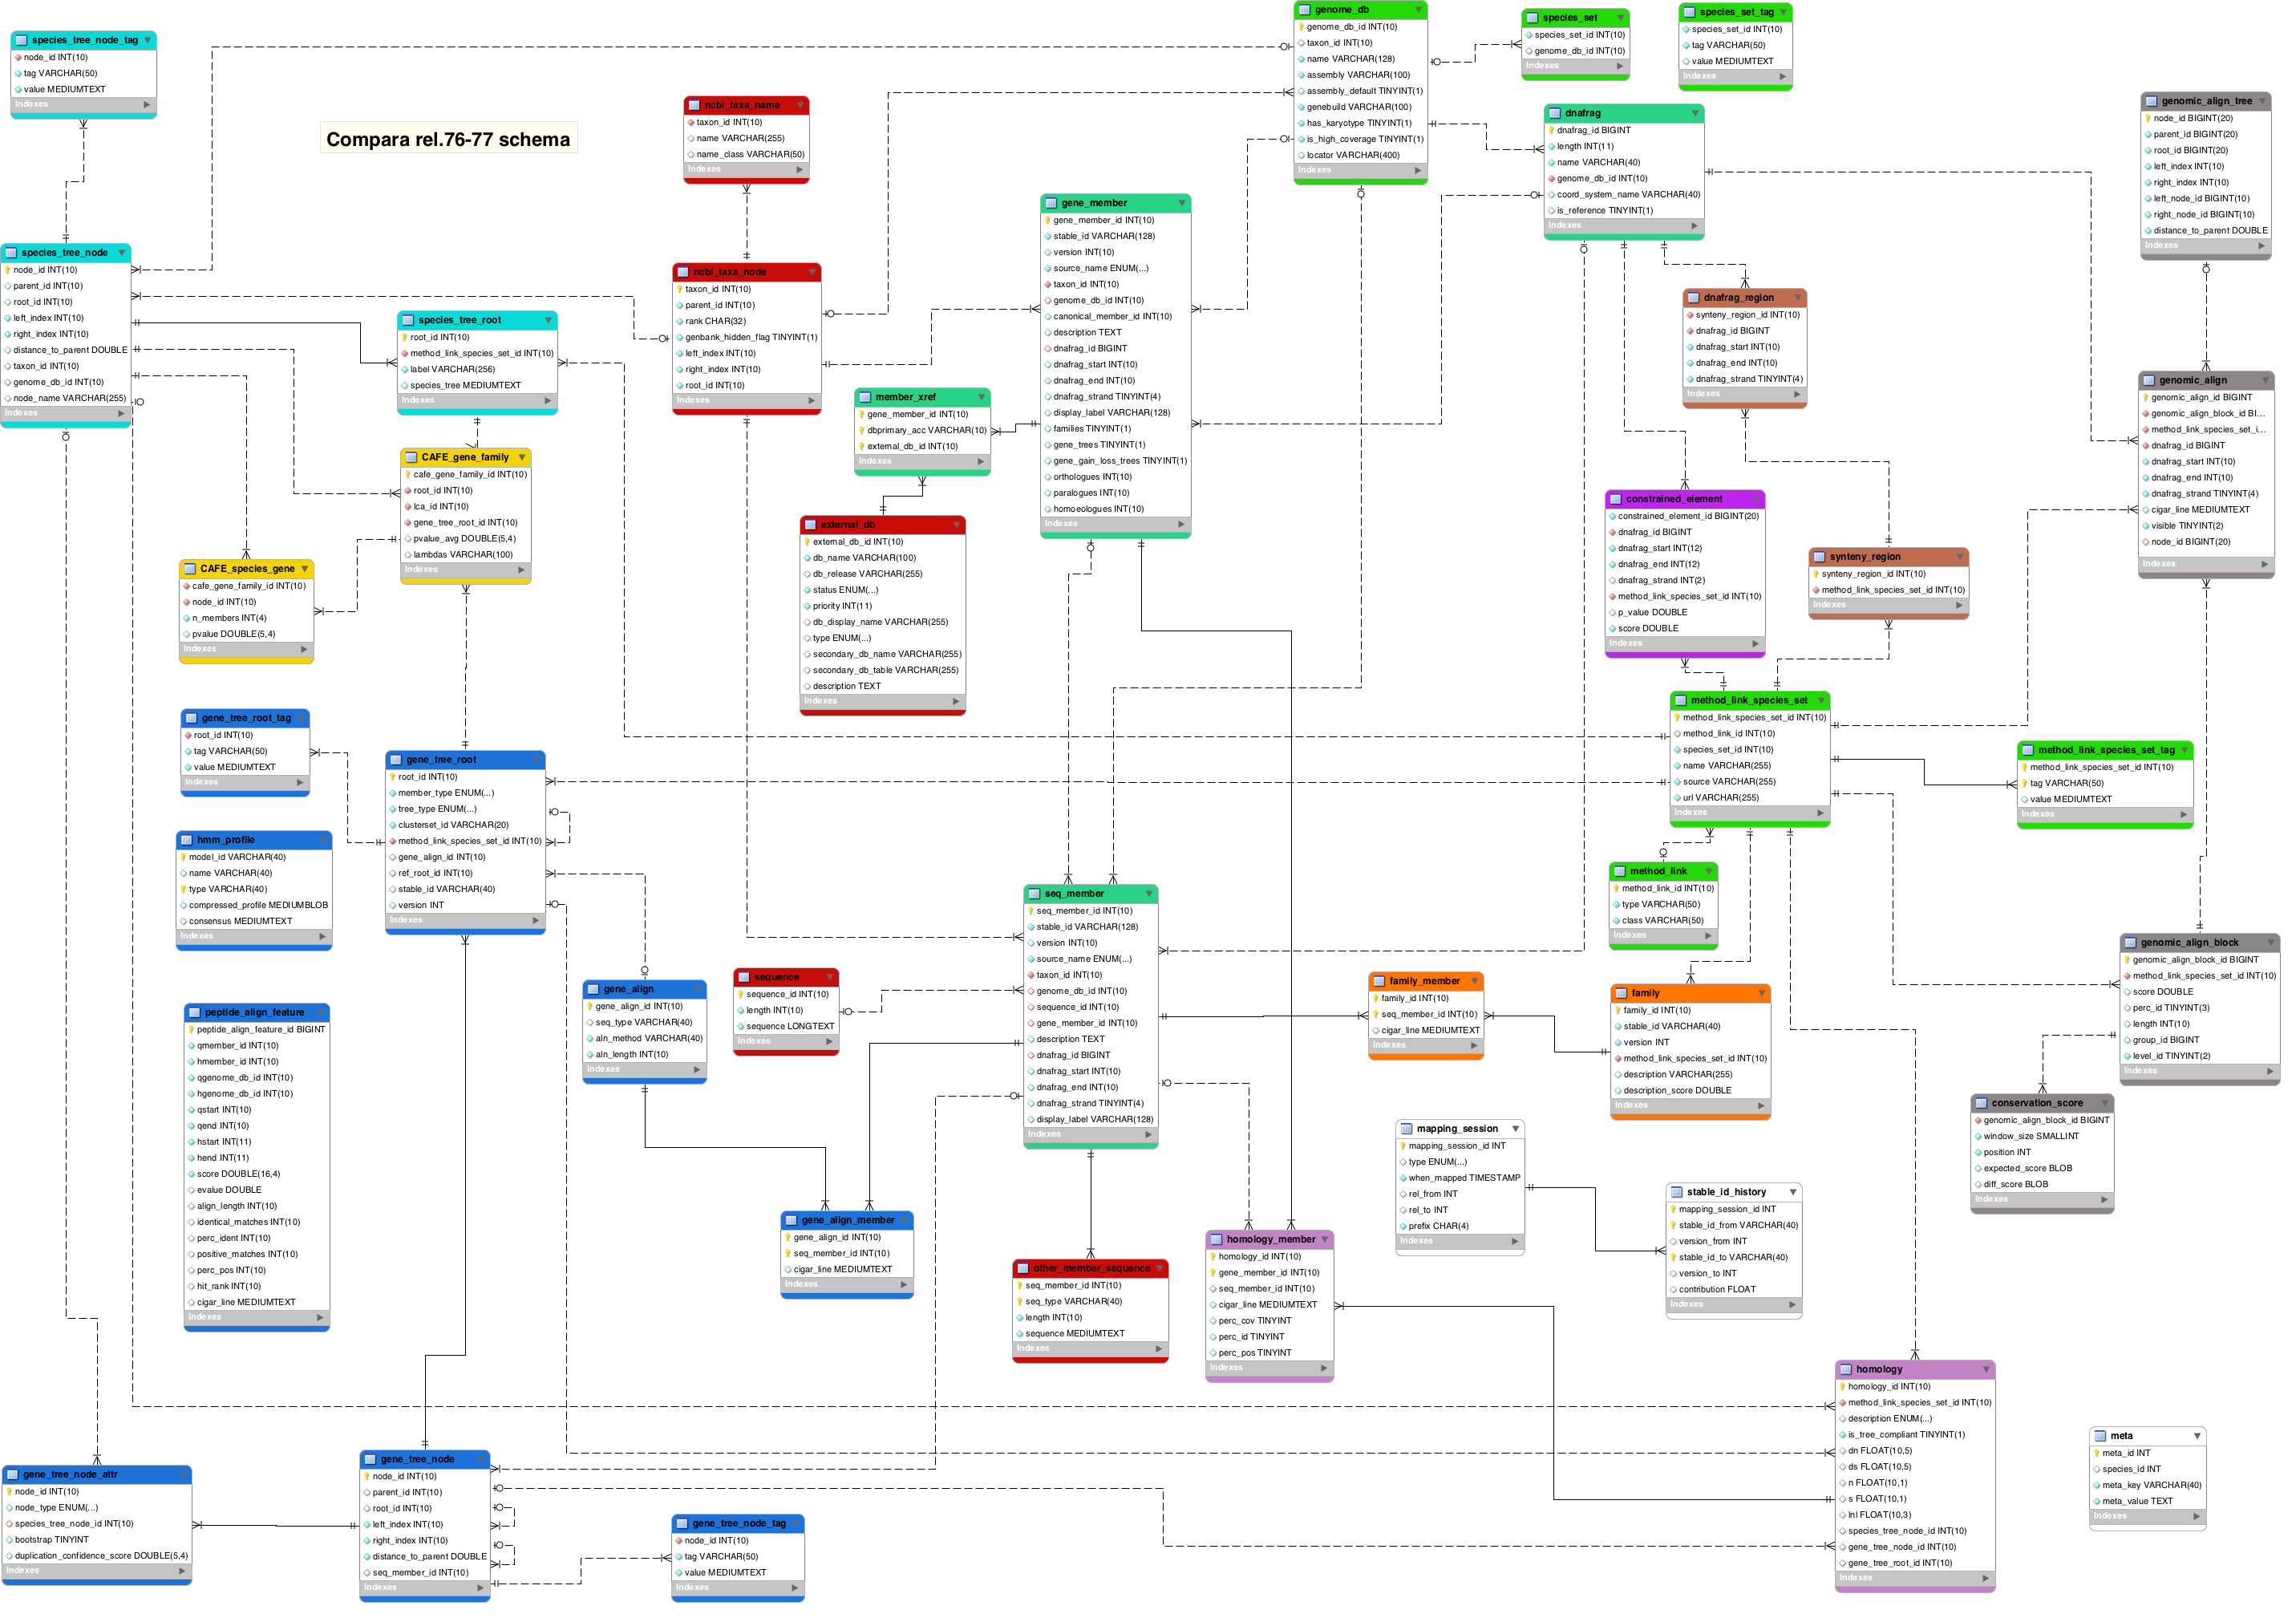 Compara rel.76-77 schema
species_tree_node_tag
node_id INT(10)
tag VARCHAR(50)
value MEDIUMTEXT
Indexes
species_tree_node
node_id INT(10)
parent_id INT(10)
root_id INT(10)
left_index INT(10)
right_index INT(10)
distance_to_parent DOUBLE
taxon_id INT(10)
genome_db_id INT(10)
node_name VARCHAR(255)
Indexes
species_tree_root
root_id INT(10)
method_link_species_set_id INT(10)
label VARCHAR(256)
species_tree MEDIUMTEXT
Indexes
CAFE_gene_family
cafe_gene_family_id INT(10)
root_id INT(10)
lca_id INT(10)
gene_tree_root_id INT(10)
pvalue_avg DOUBLE(5,4)
lambdas VARCHAR(100)
Indexes
CAFE_species_gene
cafe_gene_family_id INT(10)
node_id INT(10)
n_members INT(4)
pvalue DOUBLE(5,4)
Indexes
ncbi_taxa_name
taxon_id INT(10)
name VARCHAR(255)
name_class VARCHAR(50)
Indexes
ncbi_taxa_node
taxon_id INT(10)
parent_id INT(10)
rank CHAR(32)
genbank_hidden_flag TINYINT(1)
left_index INT(10)
right_index INT(10)
root_id INT(10)
Indexes
member_xref
gene_member_id INT(10)
dbprimary_acc VARCHAR(10)
external_db_id INT(10)
Indexes
external_db
external_db_id INT(10)
db_name VARCHAR(100)
db_release VARCHAR(255)
status ENUM(...)
priority INT(11)
db_display_name VARCHAR(255)
type ENUM(...)
secondary_db_name VARCHAR(255)
secondary_db_table VARCHAR(255)
description TEXT
Indexes
gene_member
gene_member_id INT(10)
stable_id VARCHAR(128)
version INT(10)
source_name ENUM(...)
taxon_id INT(10)
genome_db_id INT(10)
canonical_member_id INT(10)
description TEXT
dnafrag_id BIGINT
dnafrag_start INT(10)
dnafrag_end INT(10)
dnafrag_strand TINYINT(4)
display_label VARCHAR(128)
families TINYINT(1)
gene_trees TINYINT(1)
gene_gain_loss_trees TINYINT(1)
orthologues INT(10)
paralogues INT(10)
homoeologues INT(10)
Indexes
genome_db
genome_db_id INT(10)
taxon_id INT(10)
name VARCHAR(128)
assembly VARCHAR(100)
assembly_default TINYINT(1)
genebuild VARCHAR(100)
has_karyotype TINYINT(1)
is_high_coverage TINYINT(1)
locator VARCHAR(400)
Indexes
species_set
species_set_id INT(10)
genome_db_id INT(10)
Indexes
species_set_tag
species_set_id INT(10)
tag VARCHAR(50)
value MEDIUMTEXT
Indexes
dnafrag
dnafrag_id BIGINT
length INT(11)
name VARCHAR(40)
genome_db_id INT(10)
coord_system_name VARCHAR(40)
is_reference TINYINT(1)
Indexes
dnafrag_region
synteny_region_id INT(10)
dnafrag_id BIGINT
dnafrag_start INT(10)
dnafrag_end INT(10)
dnafrag_strand TINYINT(4)
Indexes
genomic_align_tree
node_id BIGINT(20)
parent_id BIGINT(20)
root_id BIGINT(20)
left_index INT(10)
right_index INT(10)
left_node_id BIGINT(10)
right_node_id BIGINT(10)
distance_to_parent DOUBLE
Indexes
genomic_align
genomic_align_id BIGINT
genomic_align_block_id BI...
method_link_species_set_i...
dnafrag_id BIGINT
dnafrag_start INT(10)
dnafrag_end INT(10)
dnafrag_strand TINYINT(4)
cigar_line MEDIUMTEXT
visible TINYINT(2)
node_id BIGINT(20)
Indexes
constrained_element
constrained_element_id BIGINT(20)
dnafrag_id BIGINT
dnafrag_start INT(12)
dnafrag_end INT(12)
dnafrag_strand INT(2)
method_link_species_set_id INT(10)
p_value DOUBLE
score DOUBLE
Indexes
synteny_region
synteny_region_id INT(10)
method_link_species_set_id INT(10)
Indexes
method_link_species_set
method_link_species_set_id INT(10)
method_link_id INT(10)
species_set_id INT(10)
name VARCHAR(255)
source VARCHAR(255)
url VARCHAR(255)
Indexes
method_link_species_set_tag
method_link_species_set_id INT(10)
tag VARCHAR(50)
value MEDIUMTEXT
Indexes
method_link
method_link_id INT(10)
type VARCHAR(50)
class VARCHAR(50)
Indexes
gene_tree_root_tag
root_id INT(10)
tag VARCHAR(50)
value MEDIUMTEXT
Indexes
gene_tree_root
root_id INT(10)
member_type ENUM(...)
tree_type ENUM(...)
clusterset_id VARCHAR(20)
method_link_species_set_id INT(10)
gene_align_id INT(10)
ref_root_id INT(10)
stable_id VARCHAR(40)
version INT
Indexes
hmm_profile
model_id VARCHAR(40)
name VARCHAR(40)
type VARCHAR(40)
compressed_profile MEDIUMBLOB
consensus MEDIUMTEXT
Indexes
peptide_align_feature
peptide_align_feature_id BIGINT
qmember_id INT(10)
hmember_id INT(10)
qgenome_db_id INT(10)
hgenome_db_id INT(10)
qstart INT(10)
qend INT(10)
hstart INT(11)
hend INT(11)
score DOUBLE(16,4)
evalue DOUBLE
align_length INT(10)
identical_matches INT(10)
perc_ident INT(10)
positive_matches INT(10)
perc_pos INT(10)
hit_rank INT(10)
cigar_line MEDIUMTEXT
Indexes
gene_align
gene_align_id INT(10)
seq_type VARCHAR(40)
aln_method VARCHAR(40)
aln_length INT(10)
Indexes
sequence
sequence_id INT(10)
length INT(10)
sequence LONGTEXT
Indexes
seq_member
seq_member_id INT(10)
stable_id VARCHAR(128)
version INT(10)
source_name ENUM(...)
taxon_id INT(10)
genome_db_id INT(10)
sequence_id INT(10)
gene_member_id INT(10)
description TEXT
dnafrag_id BIGINT
dnafrag_start INT(10)
dnafrag_end INT(10)
dnafrag_strand TINYINT(4)
display_label VARCHAR(128)
Indexes
family_member
family_id INT(10)
seq_member_id INT(10)
cigar_line MEDIUMTEXT
Indexes
family
family_id INT(10)
stable_id VARCHAR(40)
version INT
method_link_species_set_id INT(10)
description VARCHAR(255)
description_score DOUBLE
Indexes
genomic_align_block
genomic_align_block_id BIGINT
method_link_species_set_id INT(10)
score DOUBLE
perc_id TINYINT(3)
length INT(10)
group_id BIGINT
level_id TINYINT(2)
Indexes
conservation_score
genomic_align_block_id BIGINT
window_size SMALLINT
position INT
expected_score BLOB
diff_score BLOB
Indexes
mapping_session
mapping_session_id INT
type ENUM(...)
when_mapped TIMESTAMP
rel_from INT
rel_to INT
prefix CHAR(4)
Indexes
stable_id_history
mapping_session_id INT
stable_id_from VARCHAR(40)
version_from INT
stable_id_to VARCHAR(40)
version_to INT
contribution FLOAT
Indexes
gene_align_member
gene_align_id INT(10)
seq_member_id INT(10)
cigar_line MEDIUMTEXT
Indexes
other_member_sequence
seq_member_id INT(10)
seq_type VARCHAR(40)
length INT(10)
sequence MEDIUMTEXT
Indexes
homology_member
homology_id INT(10)
gene_member_id INT(10)
seq_member_id INT(10)
cigar_line MEDIUMTEXT
perc_cov TINYINT
perc_id TINYINT
perc_pos TINYINT
Indexes
homology
homology_id INT(10)
method_link_species_set_id INT(10)
description ENUM(...)
is_tree_compliant TINYINT(1)
dn FLOAT(10,5)
ds FLOAT(10,5)
n FLOAT(10,1)
s FLOAT(10,1)
lnl FLOAT(10,3)
species_tree_node_id INT(10)
gene_tree_node_id INT(10)
gene_tree_root_id INT(10)
Indexes
meta
meta_id INT
species_id INT
meta_key VARCHAR(40)
meta_value TEXT
Indexes
gene_tree_node_attr
node_id INT(10)
node_type ENUM(...)
species_tree_node_id INT(10)
bootstrap TINYINT
duplication_confidence_score DOUBLE(5,4)
Indexes
gene_tree_node
node_id INT(10)
parent_id INT(10)
root_id INT(10)
left_index INT(10)
right_index INT(10)
distance_to_parent DOUBLE
seq_member_id INT(10)
Indexes
gene_tree_node_tag
node_id INT(10)
tag VARCHAR(50)
value MEDIUMTEXT
Indexes